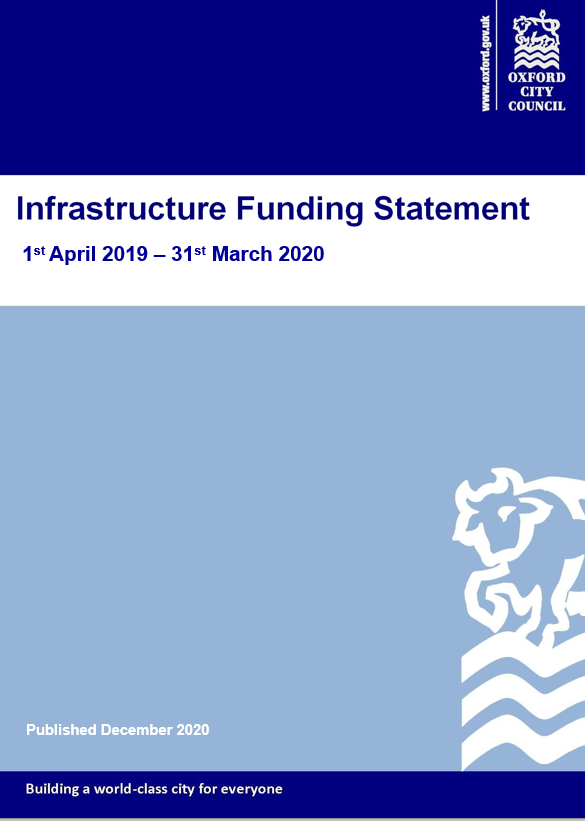 www.oxford.gov.uk
OXFORD
CITY
COUNCIL
Infrastructure Funding Statement
1st April 2019 – 31st March 2020
Published December 2020
Building a world-class city for everyone